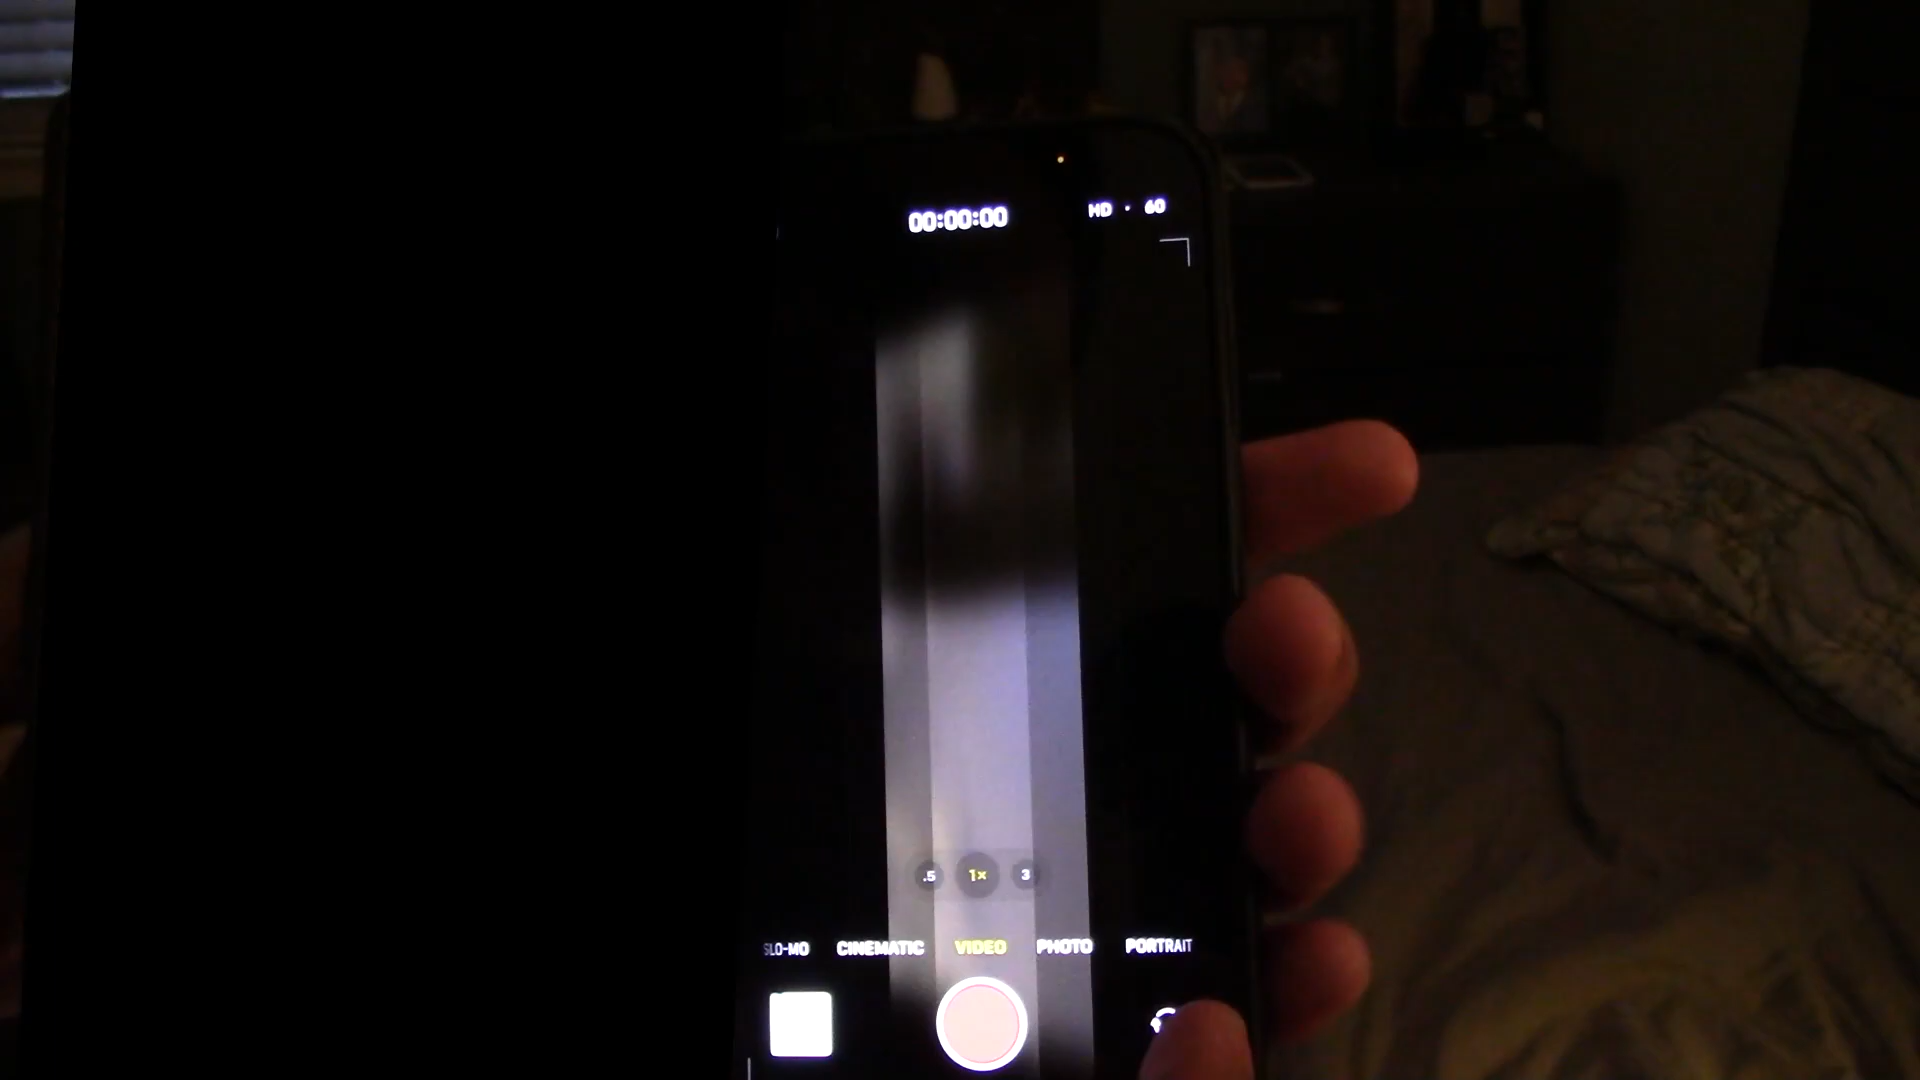 00:00:00 HD · 60
.5 1× 3
SLO-MO CINEMATIC VIDEO PHOTO PORTRAIT